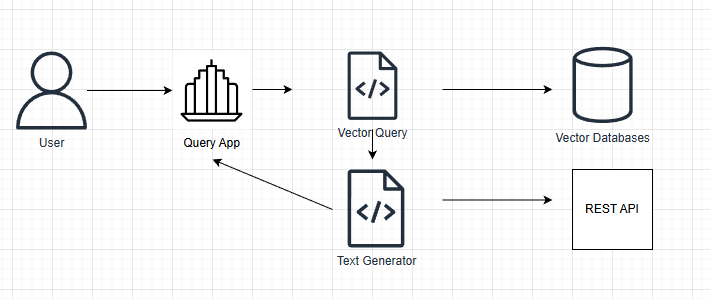 User
Query App
Vector Query
Vector Databases
</>
</>
Text Generator
REST API